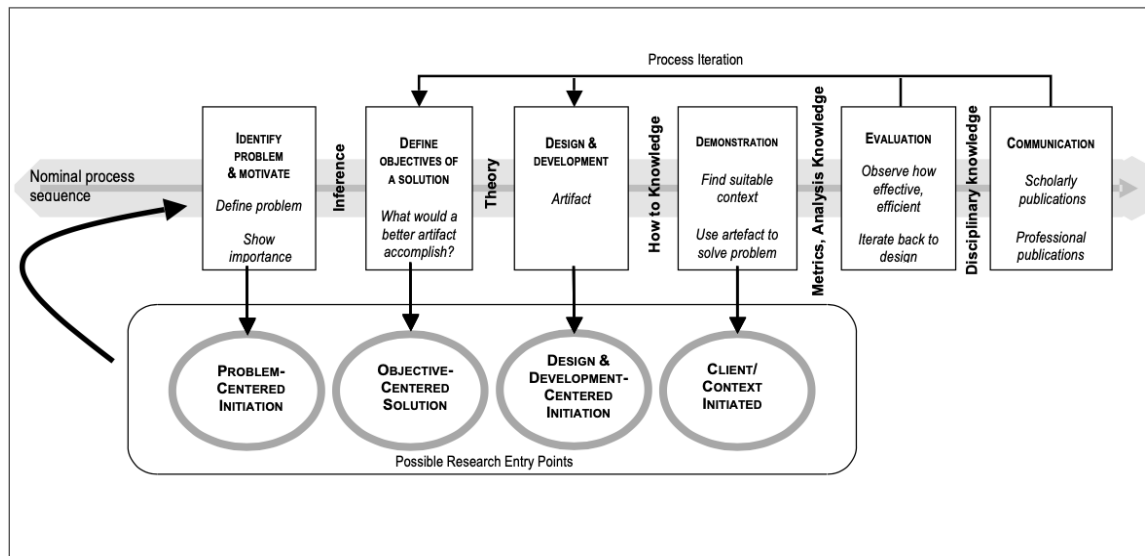 Process Iteration
Nominal process
sequence
IDENTIFY
PROBLEM
& MOTIVATE
Define problem
Show
importance
Inference
DEFINE
OBJECTIVES OF
A SOLUTION
What would a
better artifact
accomplish?
Theory
DESIGN &
DEVELOPMENT
Artifact
How to Knowledge
DEMONSTRATION
Find suitable
context
Use artefact to
solve problem
Metrics, Analysis Knowledge
EVALUATION
Observe how
effective,
efficient
Iterate back to
design
Disciplinary knowledge
COMMUNICATION
Scholarly
publications
Professional
publications
PROBLEM-
CENTERED
INITIATION
OBJECTIVE-
CENTERED
SOLUTION
DESIGN &
DEVELOPMENT-
CENTERED
INITIATION
CLIENT/
CONTEXT
INITIATED
Possible Research Entry Points